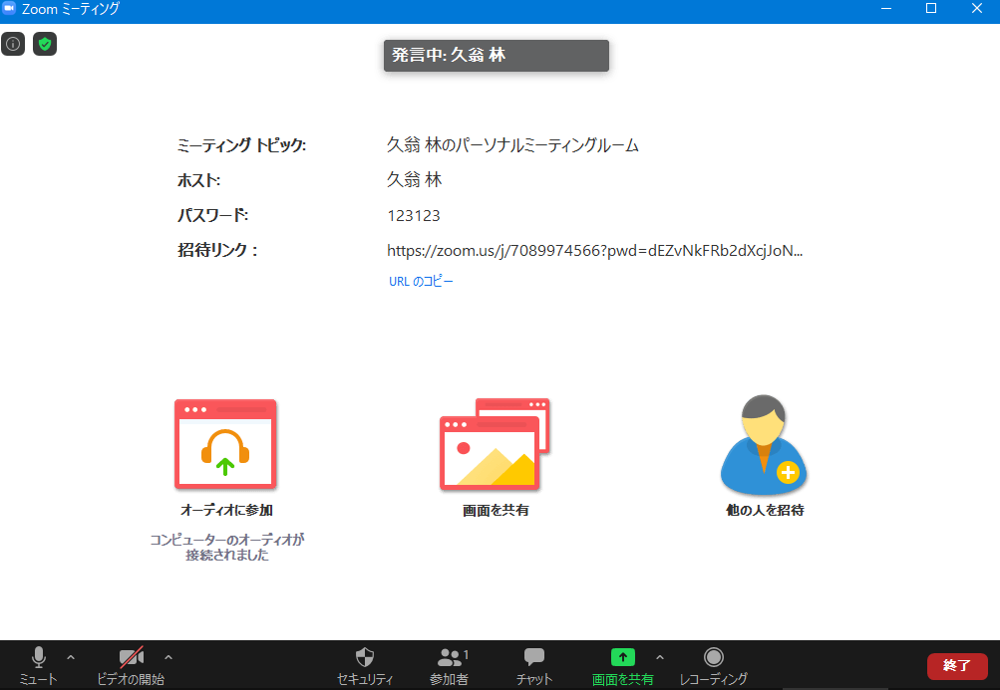 Zoom ミーティング
発言中: 久翁 林
ミーティング トピック: 久翁 林のパーソナルミーティングルーム
ホスト: 久翁 林
パスワード: 123123
招待リンク： https://zoom.us/j/7089974566?pwd=dEZvNkFRb2dXcjJoN...
URL のコピー
オーディオに参加 画面を共有 他の人を招待
コンピューターのオーディオが
接続されました
1
ミュート ビデオの開始 セキュリティ 参加者 チャット 画面を共有 レコーディング 終了